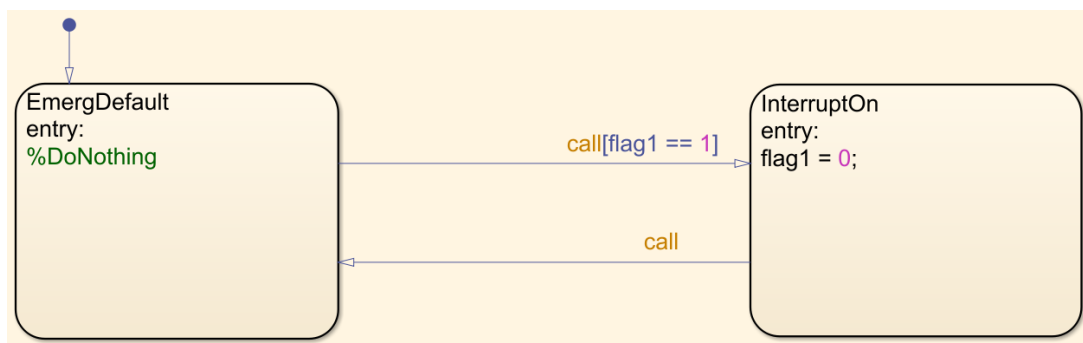 EmergDefault
entry:
%DoNothing
call[flag1 == 1]
InterruptOn
entry:
flag1 = 0;
call